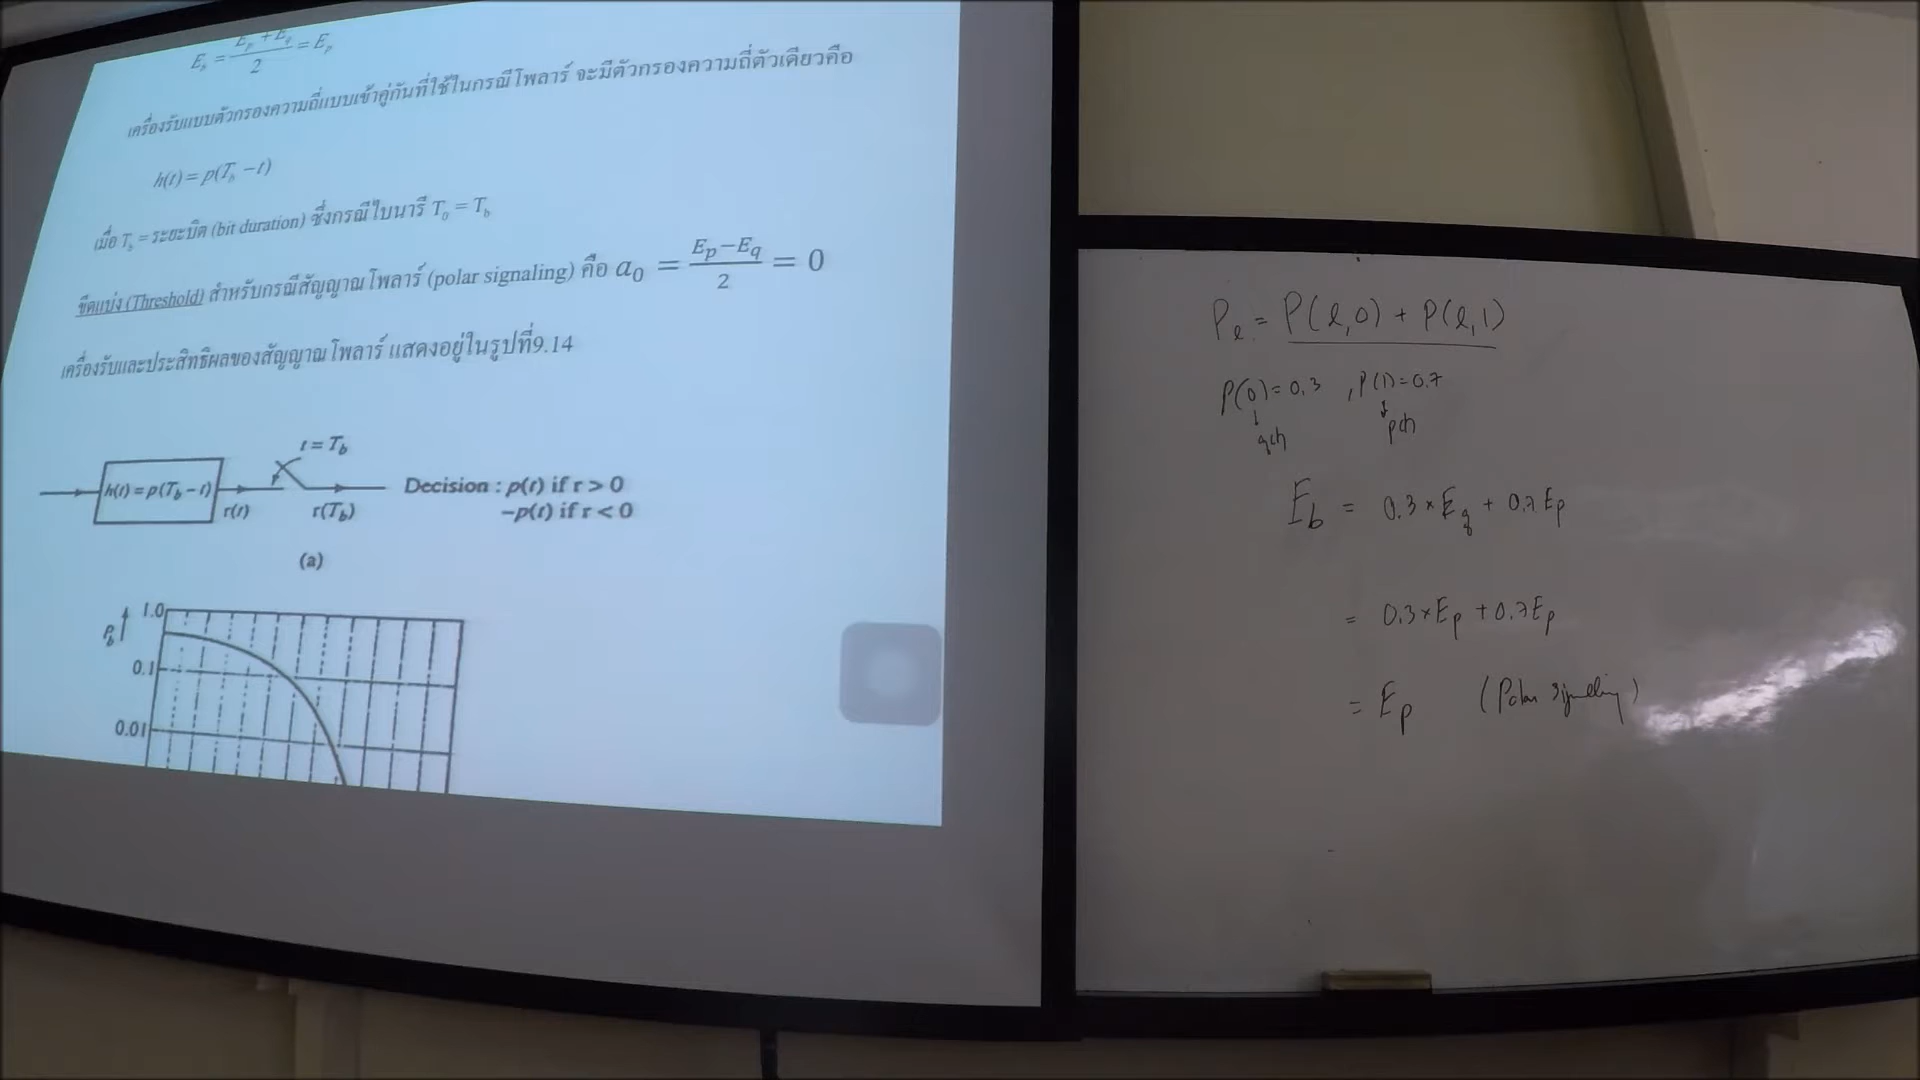 E_b = (E_p + E_q)/2 = E_p
เครื่องรับแบบตัวกรองความถี่แบบเข้าคู่กันที่ใช้ในกรณีโพลาร์ จะมีตัวกรองความถี่ตัวเดียวคือ
h(t) = p(T_b − t)
เมื่อ T_b = ระยะบิต (bit duration) ซึ่งกรณีไบนารี T_0 = T_b
ขีดแบ่ง (Threshold) สำหรับกรณีสัญญาณโพลาร์ (polar signaling) คือ a_0 = (E_p−E_q)/2 = 0
เครื่องรับและประสิทธิผลของสัญญาณโพลาร์ แสดงอยู่ในรูปที่9.14
t = T_b
h(t) = p(T_b − t)
r(t)
r(T_b)
Decision : p(t) if r > 0
−p(t) if r < 0
(a)
P_b
1.0
0.1
0.01
P_e = P(e,0) + P(e,1)
P(0) = 0.3 , P(1) = 0.7
q(t) p(t)
E_b = 0.3 × E_q + 0.7 E_p
= 0.3 × E_p + 0.7 E_p
= E_p (Polar signaling)